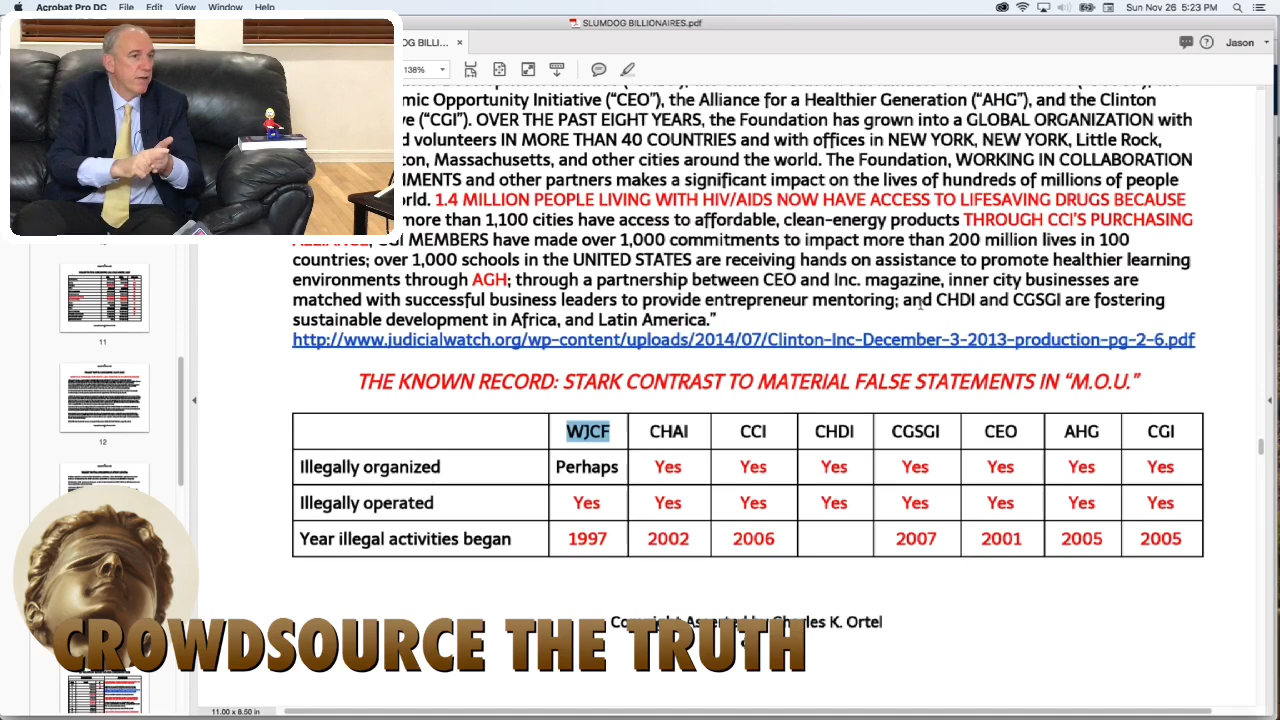 Acrobat Pro DC File Edit View Window Help Sun Nov 26 5:23 PM
SLUMDOG BILLIONAIRES.pdf
OG BILLI... × Jason
138%
mic Opportunity Initiative (“CEO”), the Alliance for a Healthier Generation (“AHG”), and the Clinton
e (“CGI”). OVER THE PAST EIGHT YEARS, the Foundation has grown into a GLOBAL ORGANIZATION with
d volunteers IN MORE THAN 40 COUNTRIES and with offices in NEW YORK, NEW YORK, Little Rock,
ton, Massachusetts, and other cities around the world. The Foundation, WORKING IN COLLABORATION
IMENTS and other partners makes a significant impact on the lives of hundreds of millions of people
rld. 1.4 MILLION PEOPLE LIVING WITH HIV/AIDS NOW HAVE ACCESS TO LIFESAVING DRUGS BECAUSE
more than 1,100 cities have access to affordable, clean-energy products THROUGH CCI’S PURCHASING
ALLIANCE; CGI MEMBERS have made over 1,000 commitments to impact more than 200 million lives in 100
countries; over 1,000 schools in the UNITED STATES are receiving hands on assistance to promote healthier learning
environments through AGH; through a partnership between CEO and Inc. magazine, inner city businesses are
matched with successful business leaders to provide entrepreneur mentoring; and CHDI and CGSGI are fostering
sustainable development in Africa, and Latin America.”
http://www.judicialwatch.org/wp-content/uploads/2014/07/Clinton-Inc-December-3-2013-production-pg-2-6.pdf
THE KNOWN RECORD: STARK CONTRAST TO MATERIAL FALSE STATEMENTS IN “M.O.U.”
WJCF CHAI CCI CHDI CGSGI CEO AHG CGI
Illegally organized Perhaps Yes Yes Yes Yes Yes Yes Yes
Illegally operated Yes Yes Yes Yes Yes Yes Yes Yes
Year illegal activities began 1997 2002 2006 2007 2001 2005 2005
Copyright Asserted by Charles K. Ortel
11
12
CROWDSOURCE THE TRUTH
11.00 x 8.50 in